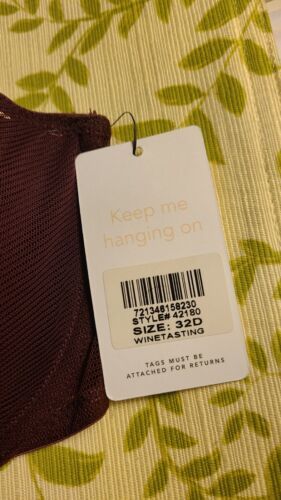 Keep me
hanging on
721346158230
STYLE# 42180
SIZE: 32D
WINETASTING
TAGS MUST BE
ATTACHED FOR RETURNS